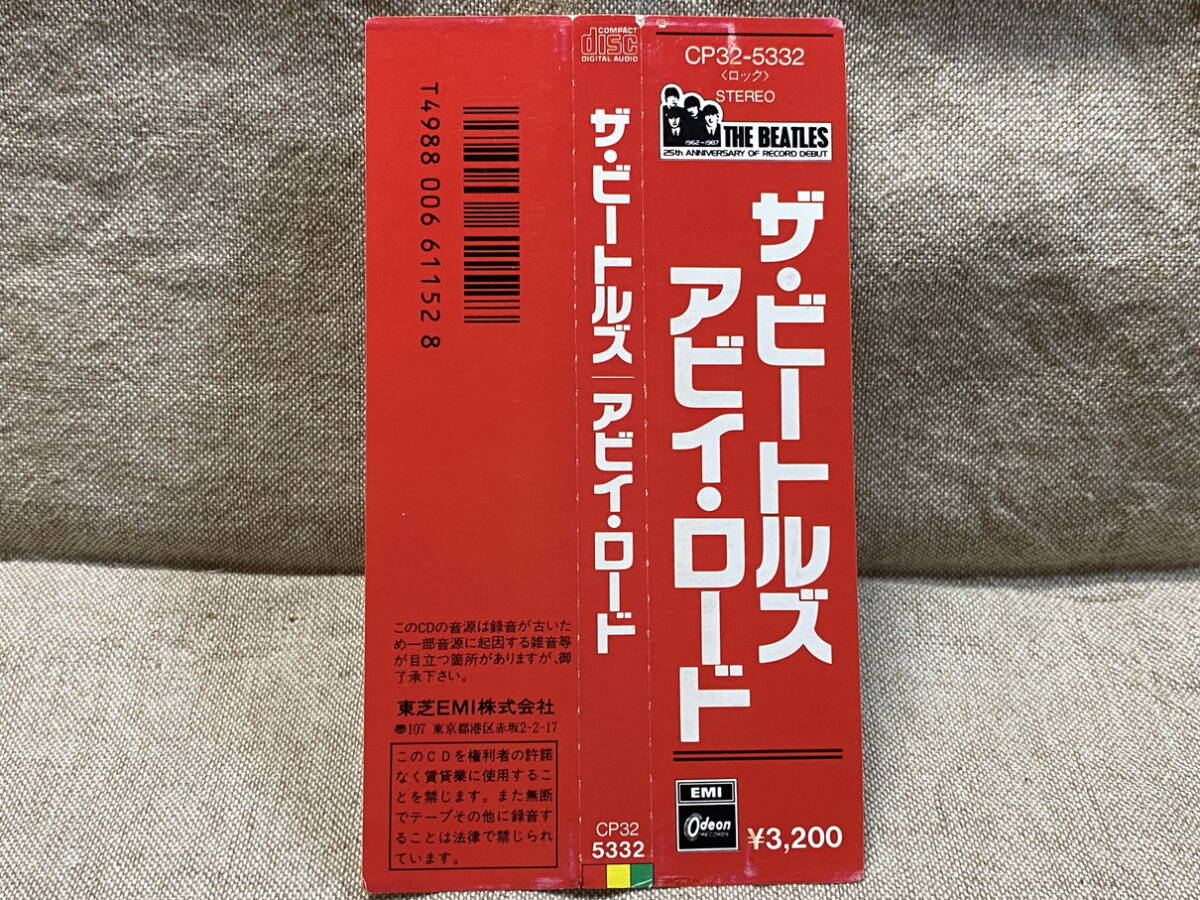 T4988 006 61152 8
このCDの音源は録音が古いた
め一部音源に起因する雑音等
が目立つ箇所がありますが、御
了承下さい。
東芝EMI株式会社
〠107 東京都港区赤坂2-2-17
このCDを権利者の許諾
なく賃貸業に使用するこ
とを禁じます。また無断
でテープその他に録音す
ることは法律で禁じられ
ています。
COMPACT
disc
DIGITAL AUDIO
ザ・ビートルズ｜アビイ・ロード
CP32
5332
CP32-5332
〈ロック〉
STEREO
1962-1987
THE BEATLES
25th ANNIVERSARY OF RECORD DEBUT
ザ・ビートルズ
アビイ・ロード
EMI
Odeon
RECORDS
¥3,200